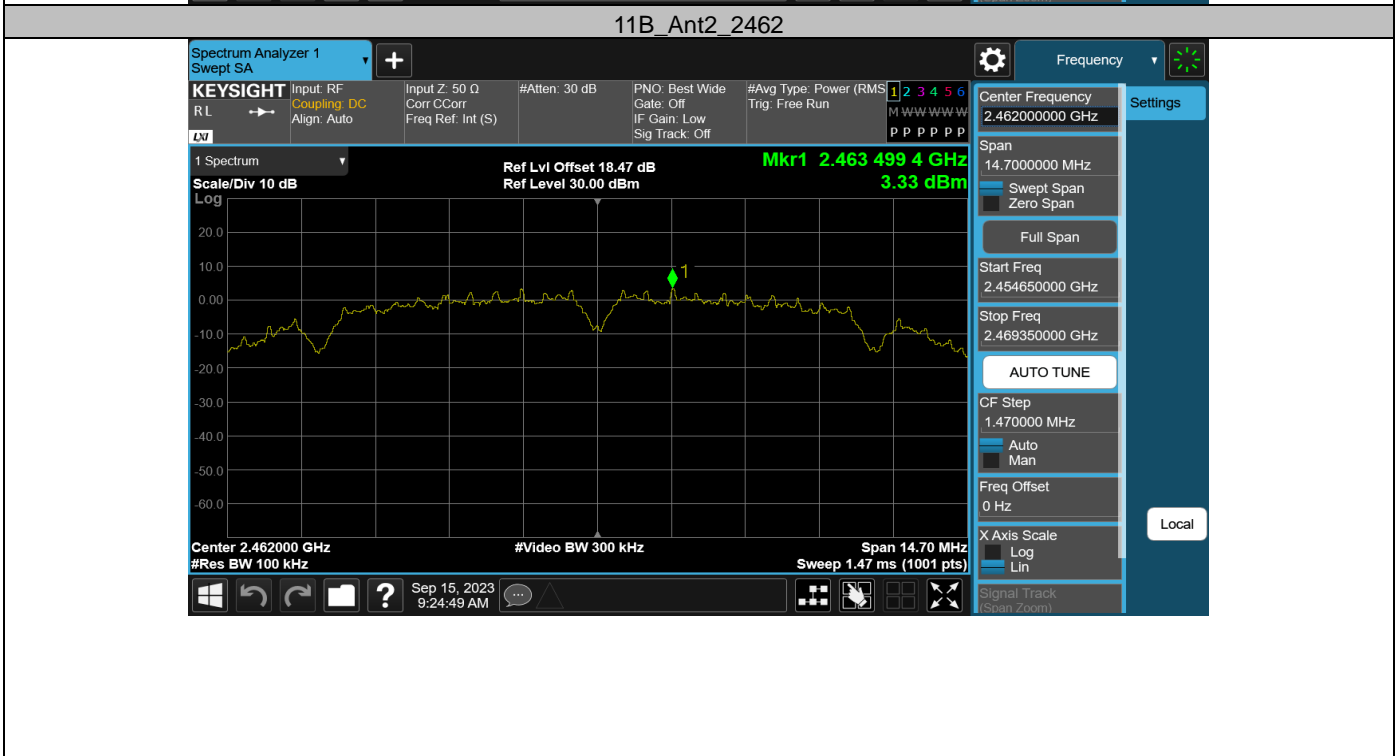 11B_Ant2_2462
Spectrum Analyzer 1
Swept SA
Frequency
KEYSIGHT
R L
LXI
Input: RF
Coupling: DC
Align: Auto
Input Z: 50 Ω
Corr CCorr
Freq Ref: Int (S)
#Atten: 30 dB
PNO: Best Wide
Gate: Off
IF Gain: Low
Sig Track: Off
#Avg Type: Power (RMS
Trig: Free Run
1 2 3 4 5 6
M W W W W W
P P P P P P
Center Frequency
2.462000000 GHz
Settings
Span
14.7000000 MHz
Swept Span
Zero Span
Full Span
Start Freq
2.454650000 GHz
Stop Freq
2.469350000 GHz
AUTO TUNE
CF Step
1.470000 MHz
Auto
Man
Freq Offset
0 Hz
X Axis Scale
Log
Lin
Signal Track
(Span Zoom)
Local
1 Spectrum
Scale/Div 10 dB
Log
Ref Lvl Offset 18.47 dB
Ref Level 30.00 dBm
Mkr1 2.463 499 4 GHz
3.33 dBm
20.0
10.0
1
0.00
-10.0
-20.0
-30.0
-40.0
-50.0
-60.0
Center 2.462000 GHz
#Res BW 100 kHz
#Video BW 300 kHz
Span 14.70 MHz
Sweep 1.47 ms (1001 pts)
?
Sep 15, 2023
9:24:49 AM